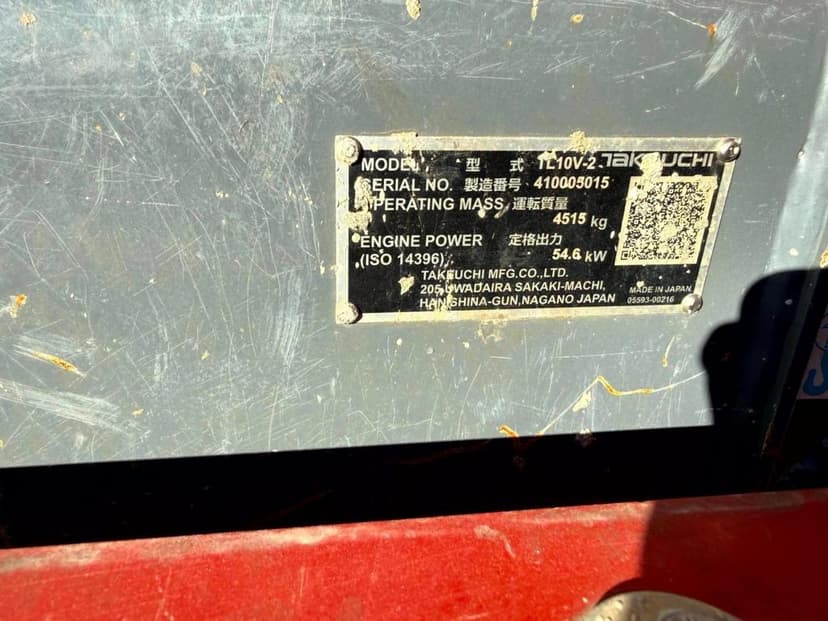 MODEL 型式 TL10V-2 TAKEUCHI
SERIAL NO. 製造番号 410005015
OPERATING MASS 運転質量
4515 kg
ENGINE POWER 定格出力
(ISO 14396) 54.6 kW
TAKEUCHI MFG.CO.,LTD.
205,UWADAIRA SAKAKI-MACHI,
HANISHINA-GUN,NAGANO JAPAN
MADE IN JAPAN
05593-00216